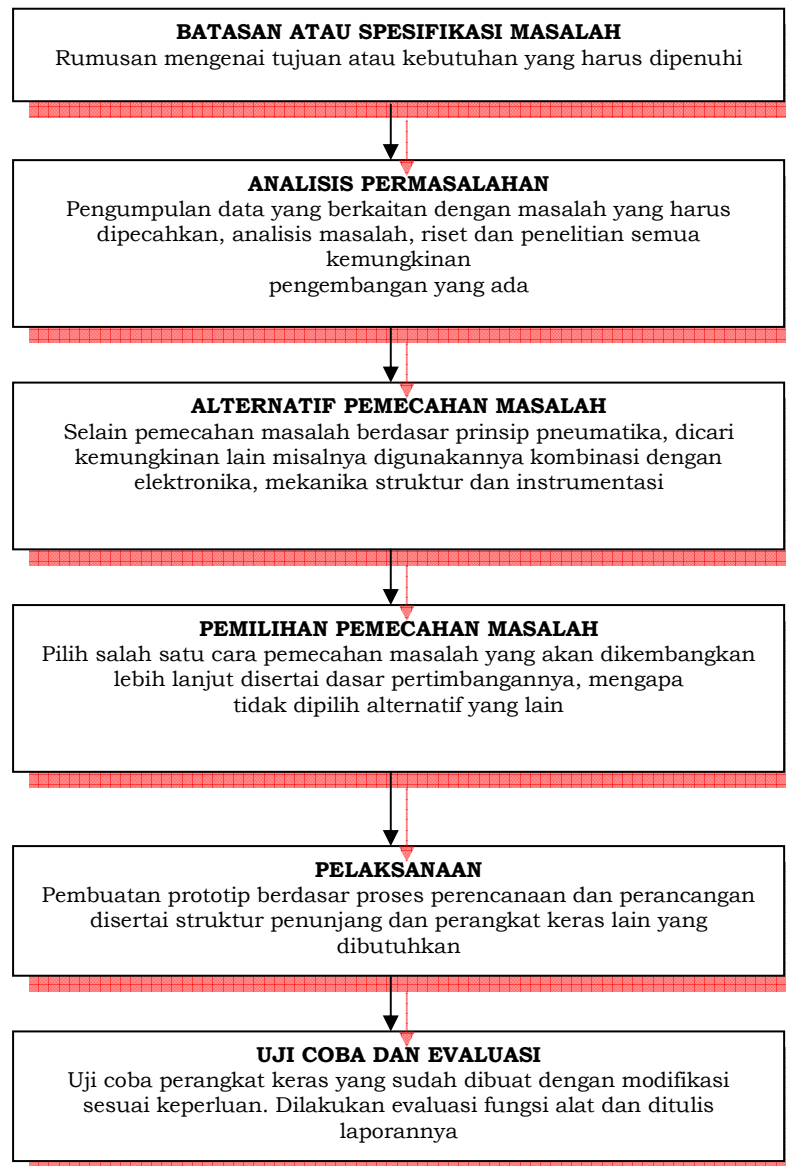 BATASAN ATAU SPESIFIKASI MASALAH
Rumusan mengenai tujuan atau kebutuhan yang harus dipenuhi
ANALISIS PERMASALAHAN
Pengumpulan data yang berkaitan dengan masalah yang harus
dipecahkan, analisis masalah, riset dan penelitian semua
kemungkinan
pengembangan yang ada
ALTERNATIF PEMECAHAN MASALAH
Selain pemecahan masalah berdasar prinsip pneumatika, dicari
kemungkinan lain misalnya digunakannya kombinasi dengan
elektronika, mekanika struktur dan instrumentasi
PEMILIHAN PEMECAHAN MASALAH
Pilih salah satu cara pemecahan masalah yang akan dikembangkan
lebih lanjut disertai dasar pertimbangannya, mengapa
tidak dipilih alternatif yang lain
PELAKSANAAN
Pembuatan prototip berdasar proses perencanaan dan perancangan
disertai struktur penunjang dan perangkat keras lain yang
dibutuhkan
UJI COBA DAN EVALUASI
Uji coba perangkat keras yang sudah dibuat dengan modifikasi
sesuai keperluan. Dilakukan evaluasi fungsi alat dan ditulis
laporannya